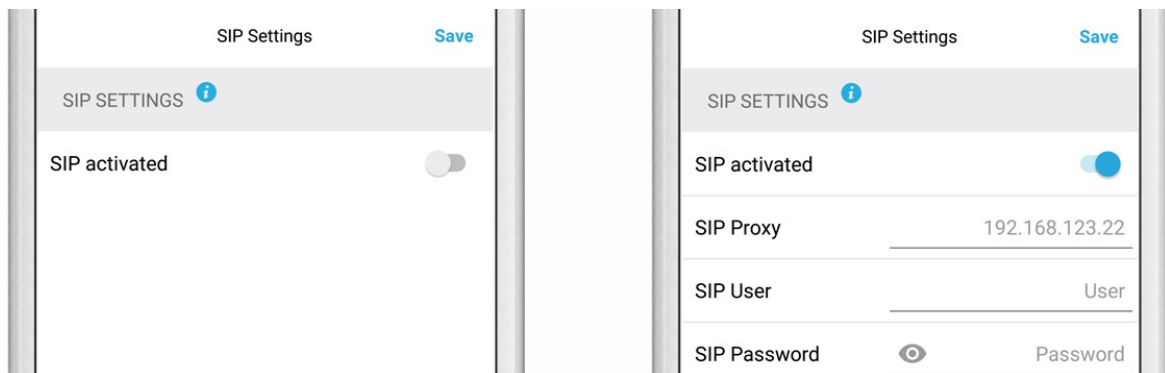 SIP Settings Save
SIP SETTINGS i
SIP activated
SIP Settings Save
SIP SETTINGS i
SIP activated
SIP Proxy 192.168.123.22
SIP User User
SIP Password Password